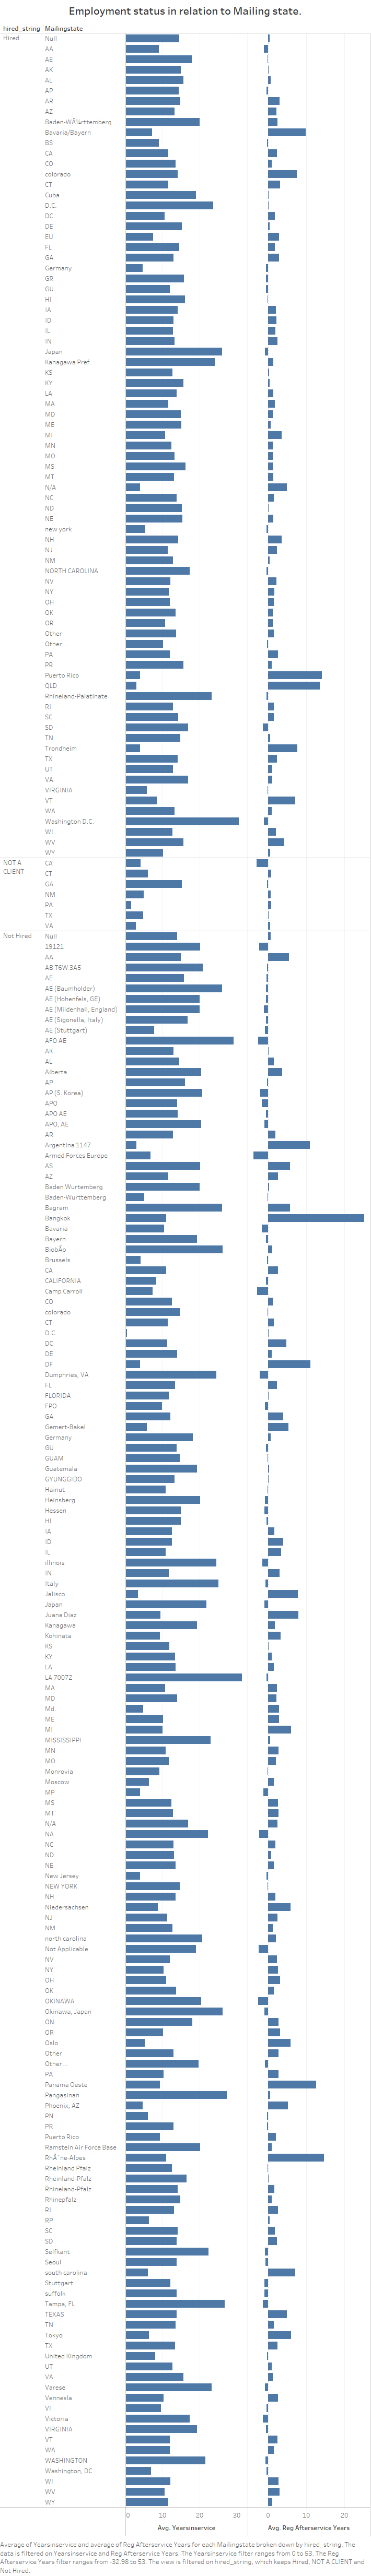 Employment status in relation to Mailing state.
hired_string Mailingstate
Hired Null
AA
AE
AK
AL
AP
AR
AZ
Baden-WÃ¼rttemberg
Bavaria/Bayern
BS
CA
CO
colorado
CT
Cuba
D.C.
DC
DE
EU
FL
GA
Germany
GR
GU
HI
IA
ID
IL
IN
Japan
Kanagawa Pref.
KS
KY
LA
MA
MD
ME
MI
MN
MO
MS
MT
N/A
NC
ND
NE
new york
NH
NJ
NM
NORTH CAROLINA
NV
NY
OH
OK
OR
Other
Other...
PA
PR
Puerto Rico
QLD
Rhineland-Palatinate
RI
SC
SD
TN
Trondheim
TX
UT
VA
VIRGINIA
VT
WA
Washington D.C.
WI
WV
WY
NOT A CA
CLIENT CT
GA
NM
PA
TX
VA
Not Hired Null
19121
AA
AB T6W 3A5
AE
AE (Baumholder)
AE (Hohenfels, GE)
AE (Mildenhall, England)
AE (Sigonella, Italy)
AE (Stuttgart)
AFO AE
AK
AL
Alberta
AP
AP (S. Korea)
APO
APO AE
APO, AE
AR
Argentina 1147
Armed Forces Europe
AS
AZ
Baden Wurtemberg
Baden-Wurttemberg
Bagram
Bangkok
Bavaria
Bayern
BiobÃo
Brussels
CA
CALIFORNIA
Camp Carroll
CO
colorado
CT
D.C.
DC
DE
DF
Dumphries, VA
FL
FLORIDA
FPO
GA
Gemert-Bakel
Germany
GU
GUAM
Guatemala
GYUNGGIDO
Hainut
Heinsberg
Hessen
HI
IA
ID
IL
illinois
IN
Italy
Jalisco
Japan
Juana Diaz
Kanagawa
Kohinata
KS
KY
LA
LA 70072
MA
MD
Md.
ME
MI
MISSISSIPPI
MN
MO
Monrovia
Moscow
MP
MS
MT
N/A
NA
NC
ND
NE
New Jersey
NEW YORK
NH
Niedersachsen
NJ
NM
north carolina
Not Applicable
NV
NY
OH
OK
OKINAWA
Okinawa, Japan
ON
OR
Oslo
Other
Other...
PA
Panama Oeste
Pangasinan
Phoenix, AZ
PN
PR
Puerto Rico
Ramstein Air Force Base
RhÃ´ne-Alpes
Rheinland Pfalz
Rheinland-Pfalz
Rhineland-Pfalz
Rhinepfalz
RI
RP
SC
SD
Selfkant
Seoul
south carolina
Stuttgart
suffolk
Tampa, FL
TEXAS
TN
Tokyo
TX
United Kingdom
UT
VA
Varese
Vennesla
VI
Victoria
VIRGINIA
VT
WA
WASHINGTON
Washington, DC
WI
WV
WY
0 10 20 30 0 10 20
Avg. Yearsinservice Avg. Reg Afterservice Years
Average of Yearsinservice and average of Reg Afterservice Years for each Mailingstate broken down by hired_string. The
data is filtered on Yearsinservice and Reg Afterservice Years. The Yearsinservice filter ranges from 0 to 53. The Reg
Afterservice Years filter ranges from -32.98 to 53. The view is filtered on hired_string, which keeps Hired, NOT A CLIENT and
Not Hired.